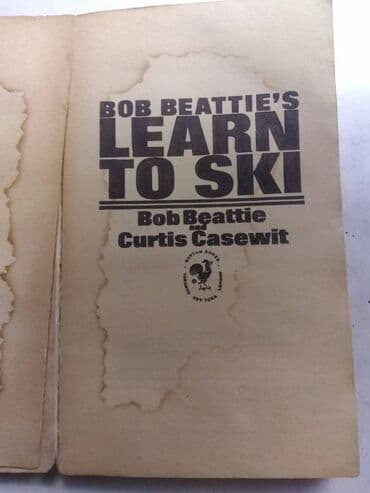 BOB BEATTIE'S
LEARN
TO SKI
Bob Beattie
and
Curtis Casewit
BANTAM BOOKS
NEW YORK